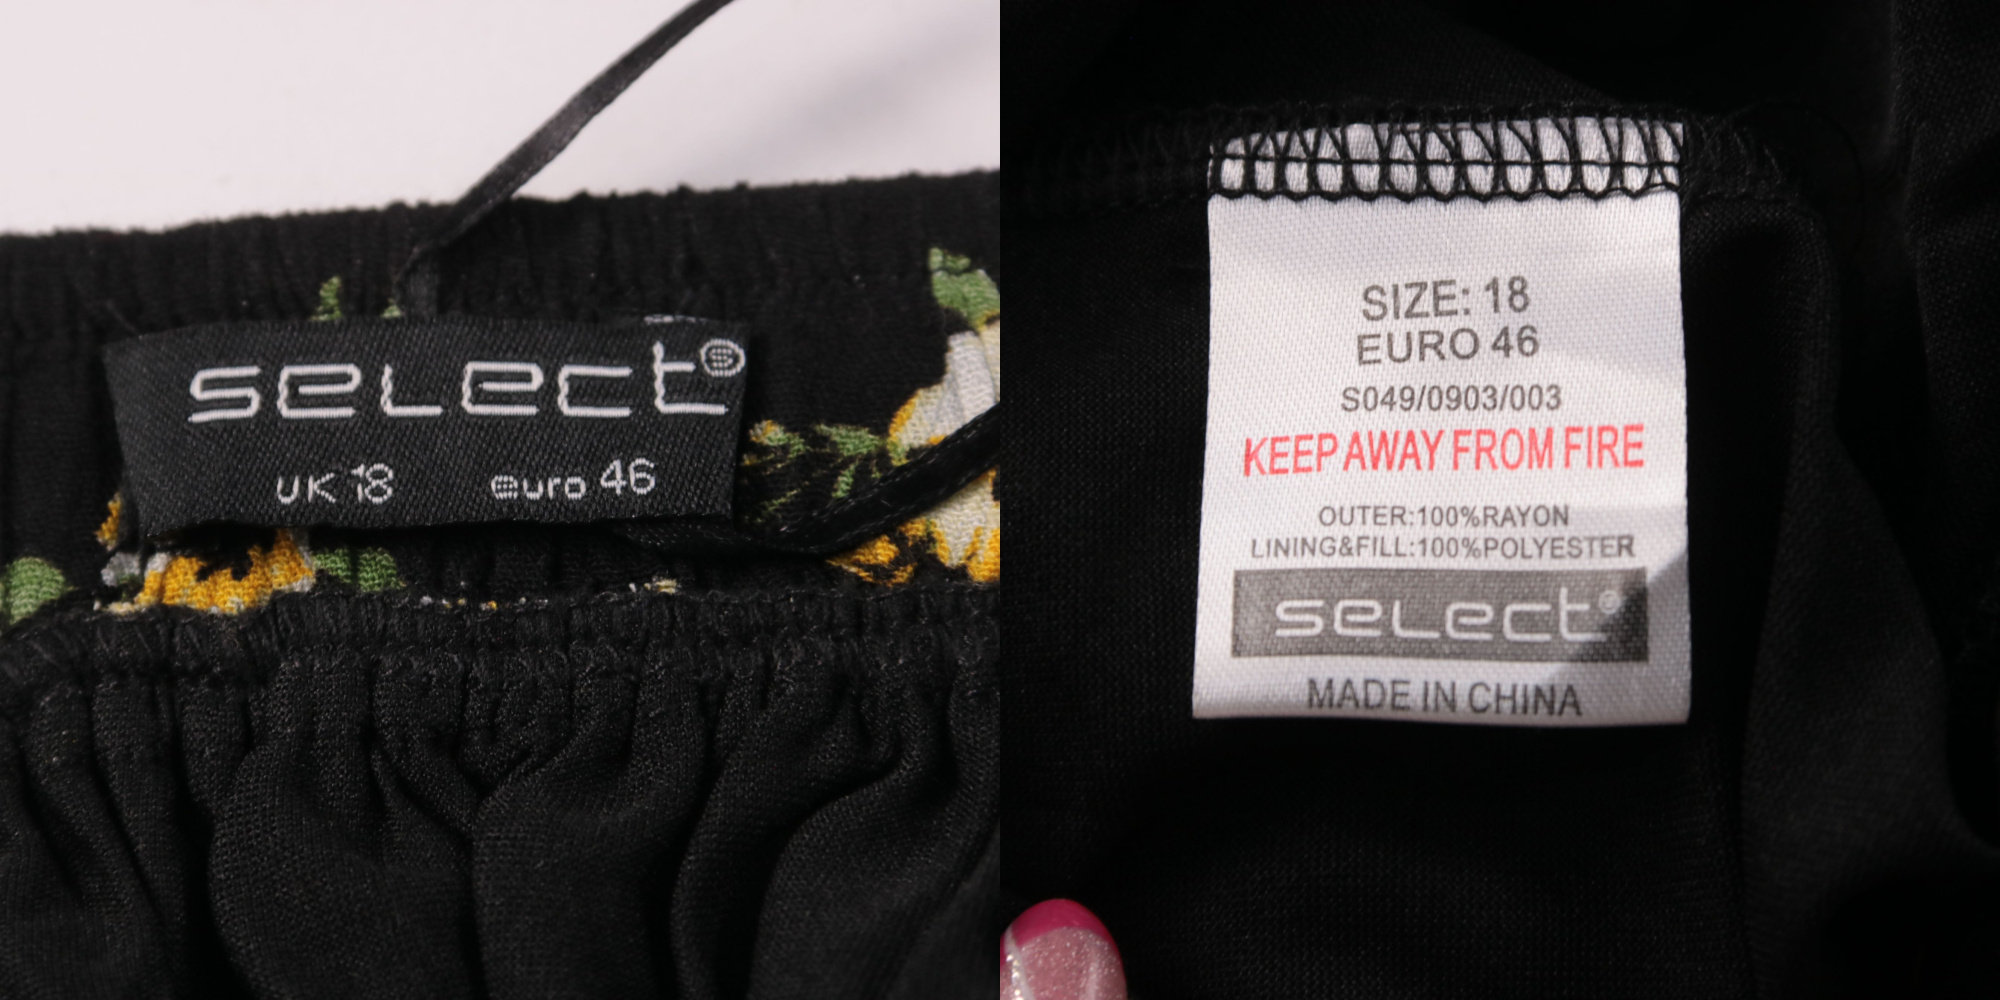 select
UK 18 euro 46
SIZE: 18
EURO 46
S049/0903/003
KEEP AWAY FROM FIRE
OUTER:100%RAYON
LINING&FILL:100%POLYESTER
select
MADE IN CHINA